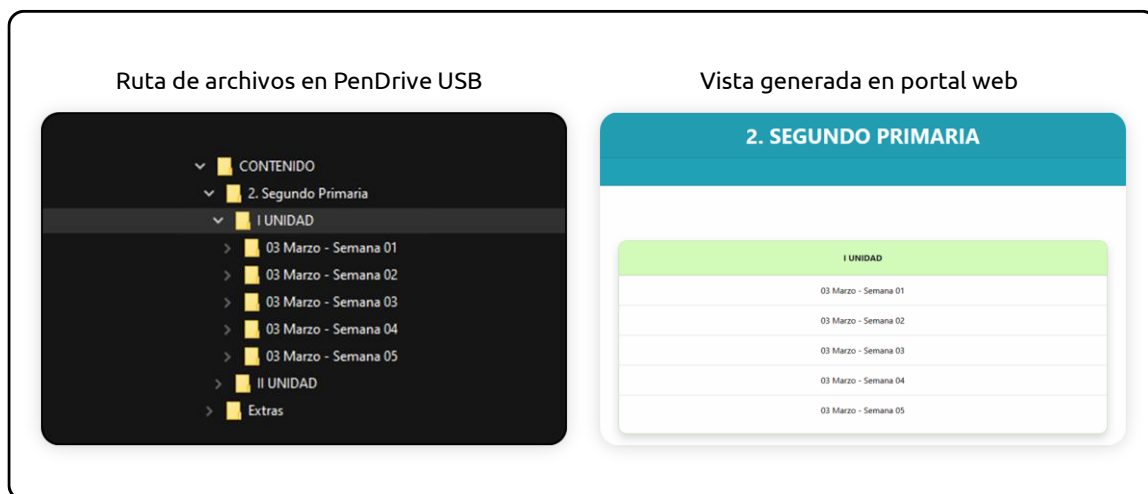 Ruta de archivos en PenDrive USB
CONTENIDO
2. Segundo Primaria
I UNIDAD
03 Marzo - Semana 01
03 Marzo - Semana 02
03 Marzo - Semana 03
03 Marzo - Semana 04
03 Marzo - Semana 05
II UNIDAD
Extras
Vista generada en portal web
2. SEGUNDO PRIMARIA
I UNIDAD
03 Marzo - Semana 01
03 Marzo - Semana 02
03 Marzo - Semana 03
03 Marzo - Semana 04
03 Marzo - Semana 05